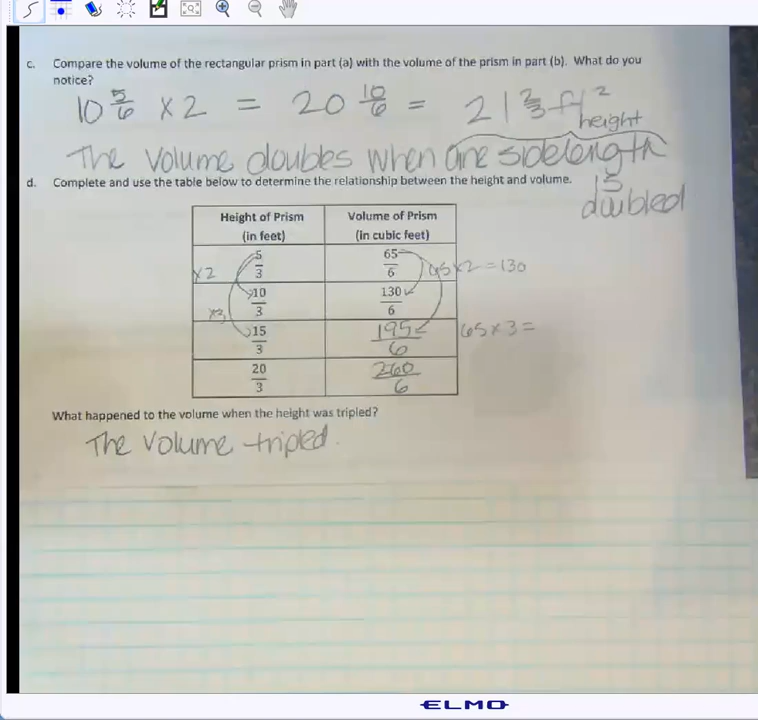 c. Compare the volume of the rectangular prism in part (a) with the volume of the prism in part (b). What do you
notice?
10 5/6 x 2 = 20 10/6 = 21 2/3 ft²
height
The volume doubles when one sidelength
is
doubled
d. Complete and use the table below to determine the relationship between the height and volume.
Height of Prism Volume of Prism
(in feet) (in cubic feet)
x2 5/3 65/6 65x2=130
x3 10/3 130/6
15/3 195/6 65x3=
20/3 260/6
What happened to the volume when the height was tripled?
The volume tripled.
ELMO